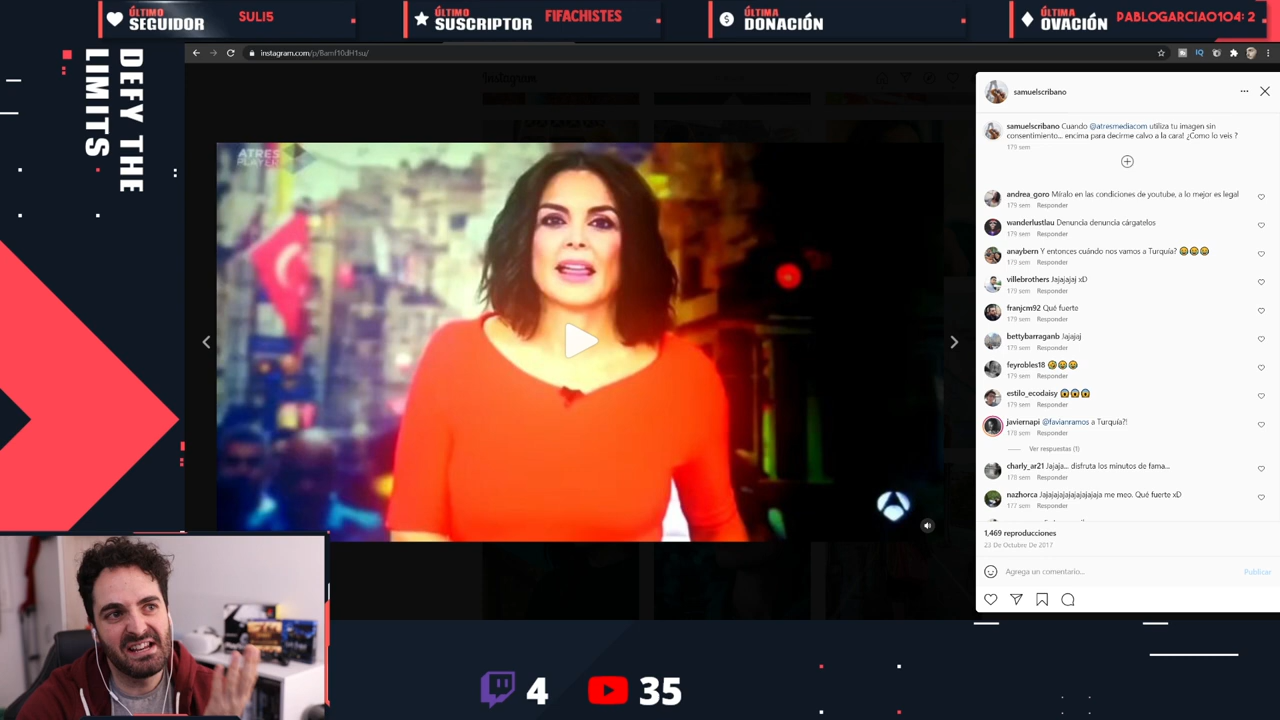 ÚLTIMO
SEGUIDOR
SULI5
ÚLTIMO
SUSCRIPTOR
FIFACHISTES
ÚLTIMA
DONACIÓN
ÚLTIMA
OVACIÓN
PABLOGARCIAO104: 2
DEFY THE
LIMITS
instagram.com/p/Bamf10dH1su/
Instagram
ATRES
PLAYER
samuelscribano
samuelscribano Cuando @atresmediacom utiliza tu imagen sin
consentimiento... encima para decirme calvo a la cara! ¿Como lo veis ?
179 sem
andrea_goro Míralo en las condiciones de youtube, a lo mejor es legal
179 sem Responder
wanderlustlau Denuncia denuncia cárgatelos
179 sem Responder
anaybern Y entonces cuándo nos vamos a Turquía? 😂😂😂
179 sem Responder
villebrothers Jajajajaj xD
179 sem Responder
franjcm92 Qué fuerte
179 sem Responder
bettybarraganb Jajajaj
179 sem Responder
feyrobles18
179 sem Responder
estilo_ecodaisy 😱😱😱
179 sem Responder
javiernapi @favianramos a Turquía?!
178 sem Responder
Ver respuestas (1)
charly_ar21 Jajaja... disfruta los minutos de fama...
178 sem Responder
nazhorca Jajajajajajajajajaja me meo. Qué fuerte xD
177 sem Responder
1,469 reproducciones
23 De Octubre De 2017
Agrega un comentario...
Publicar
4
35